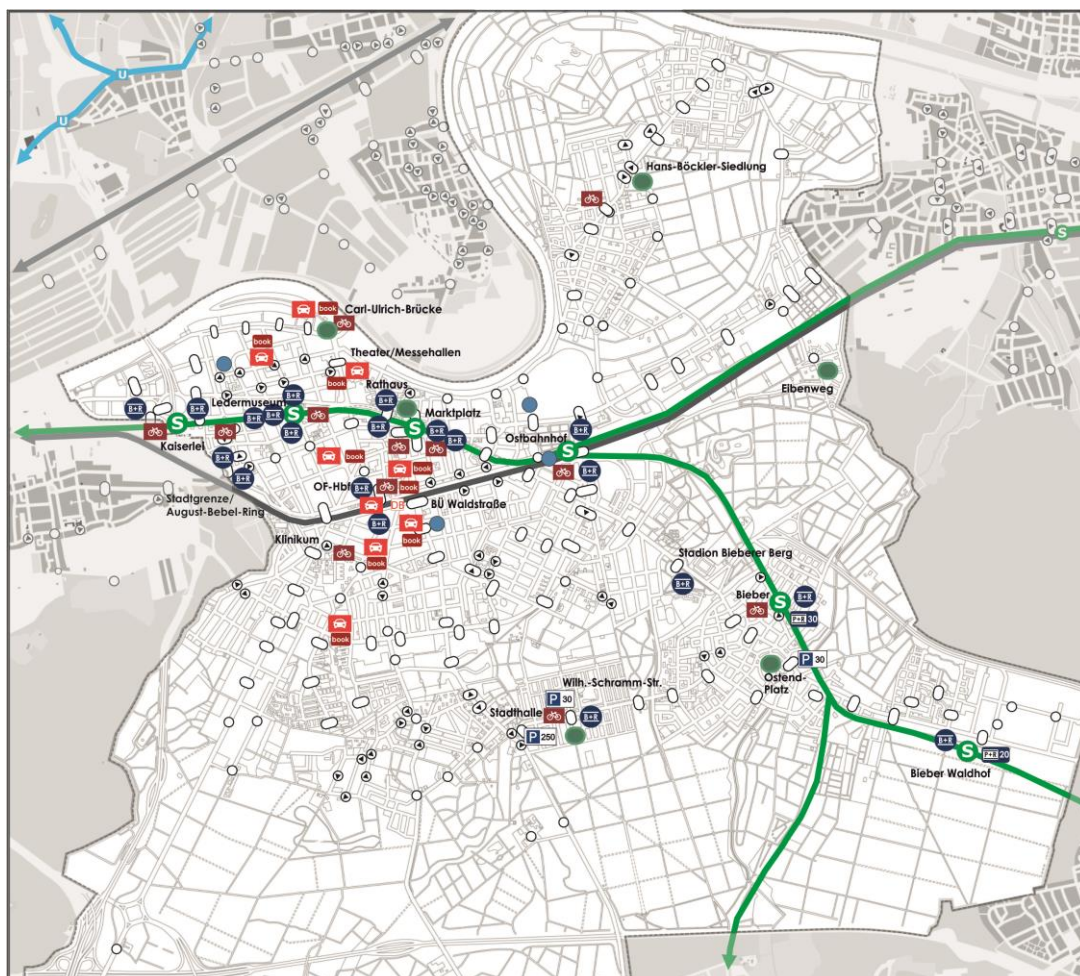 U
U
Hans-Böckler-Siedlung
S
book
Carl-Ulrich-Brücke
book
Theater/Messehallen
book
Eibenweg
Rathaus
B+R
B+R
B+R
B+R
Ledermuseum
B+R
B+R
S
B+R
Marktplatz
S
Kaiserlei
S
B+R
B+R
B+R
B+R
Ostbahnhof
S
B+R
B+R
book
book
B+R
B+R
OF-Hbf
B+R
book
DB
BÜ Waldstraße
Stadtgrenze/
August-Bebel-Ring
B+R
Klinikum
book
book
Stadion Bieberer Berg
B+R
Bieber
S
B+R
P+R 30
book
P 30
Ostend-
Platz
Wilh.-Schramm-Str.
P 30
Stadthalle
B+R
P 250
B+R
S
P+R 20
Bieber Waldhof